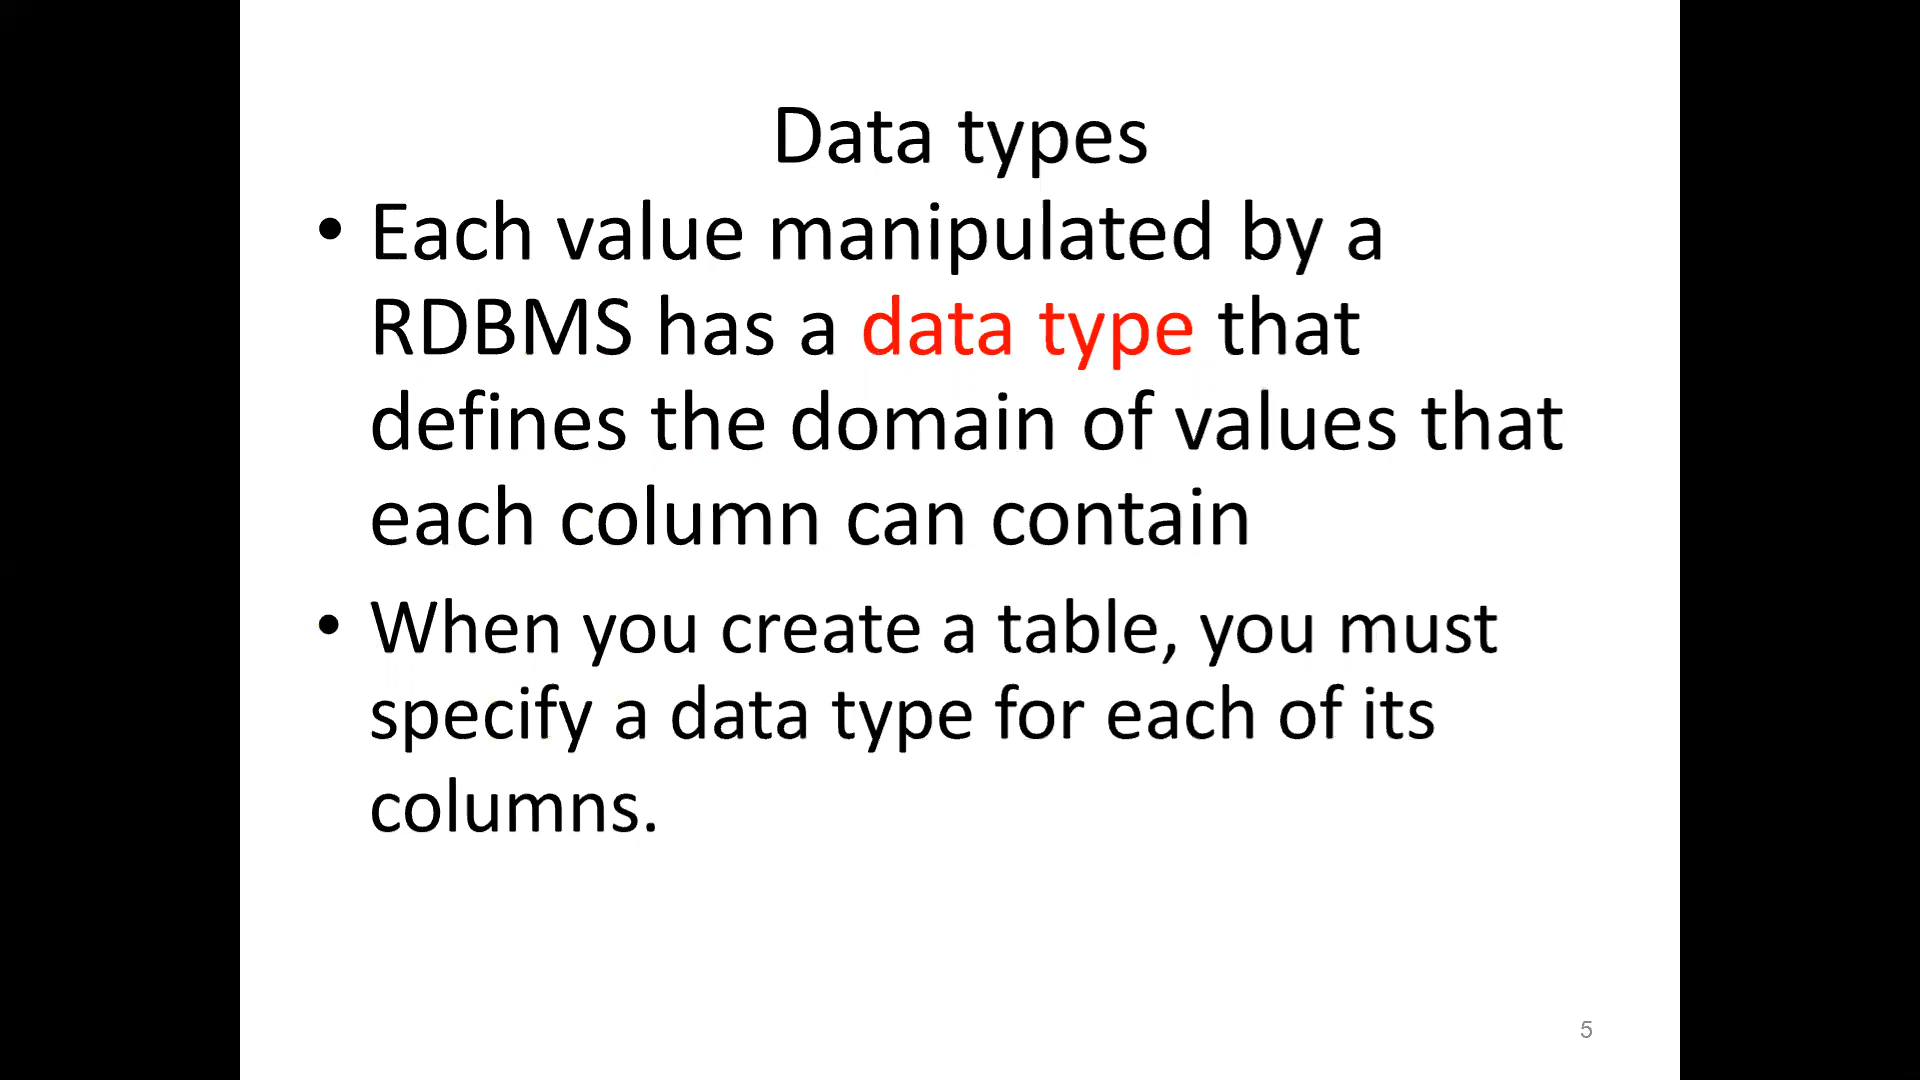 Data types
• Each value manipulated by a
RDBMS has a data type that
defines the domain of values that
each column can contain
• When you create a table, you must
specify a data type for each of its
columns.
5